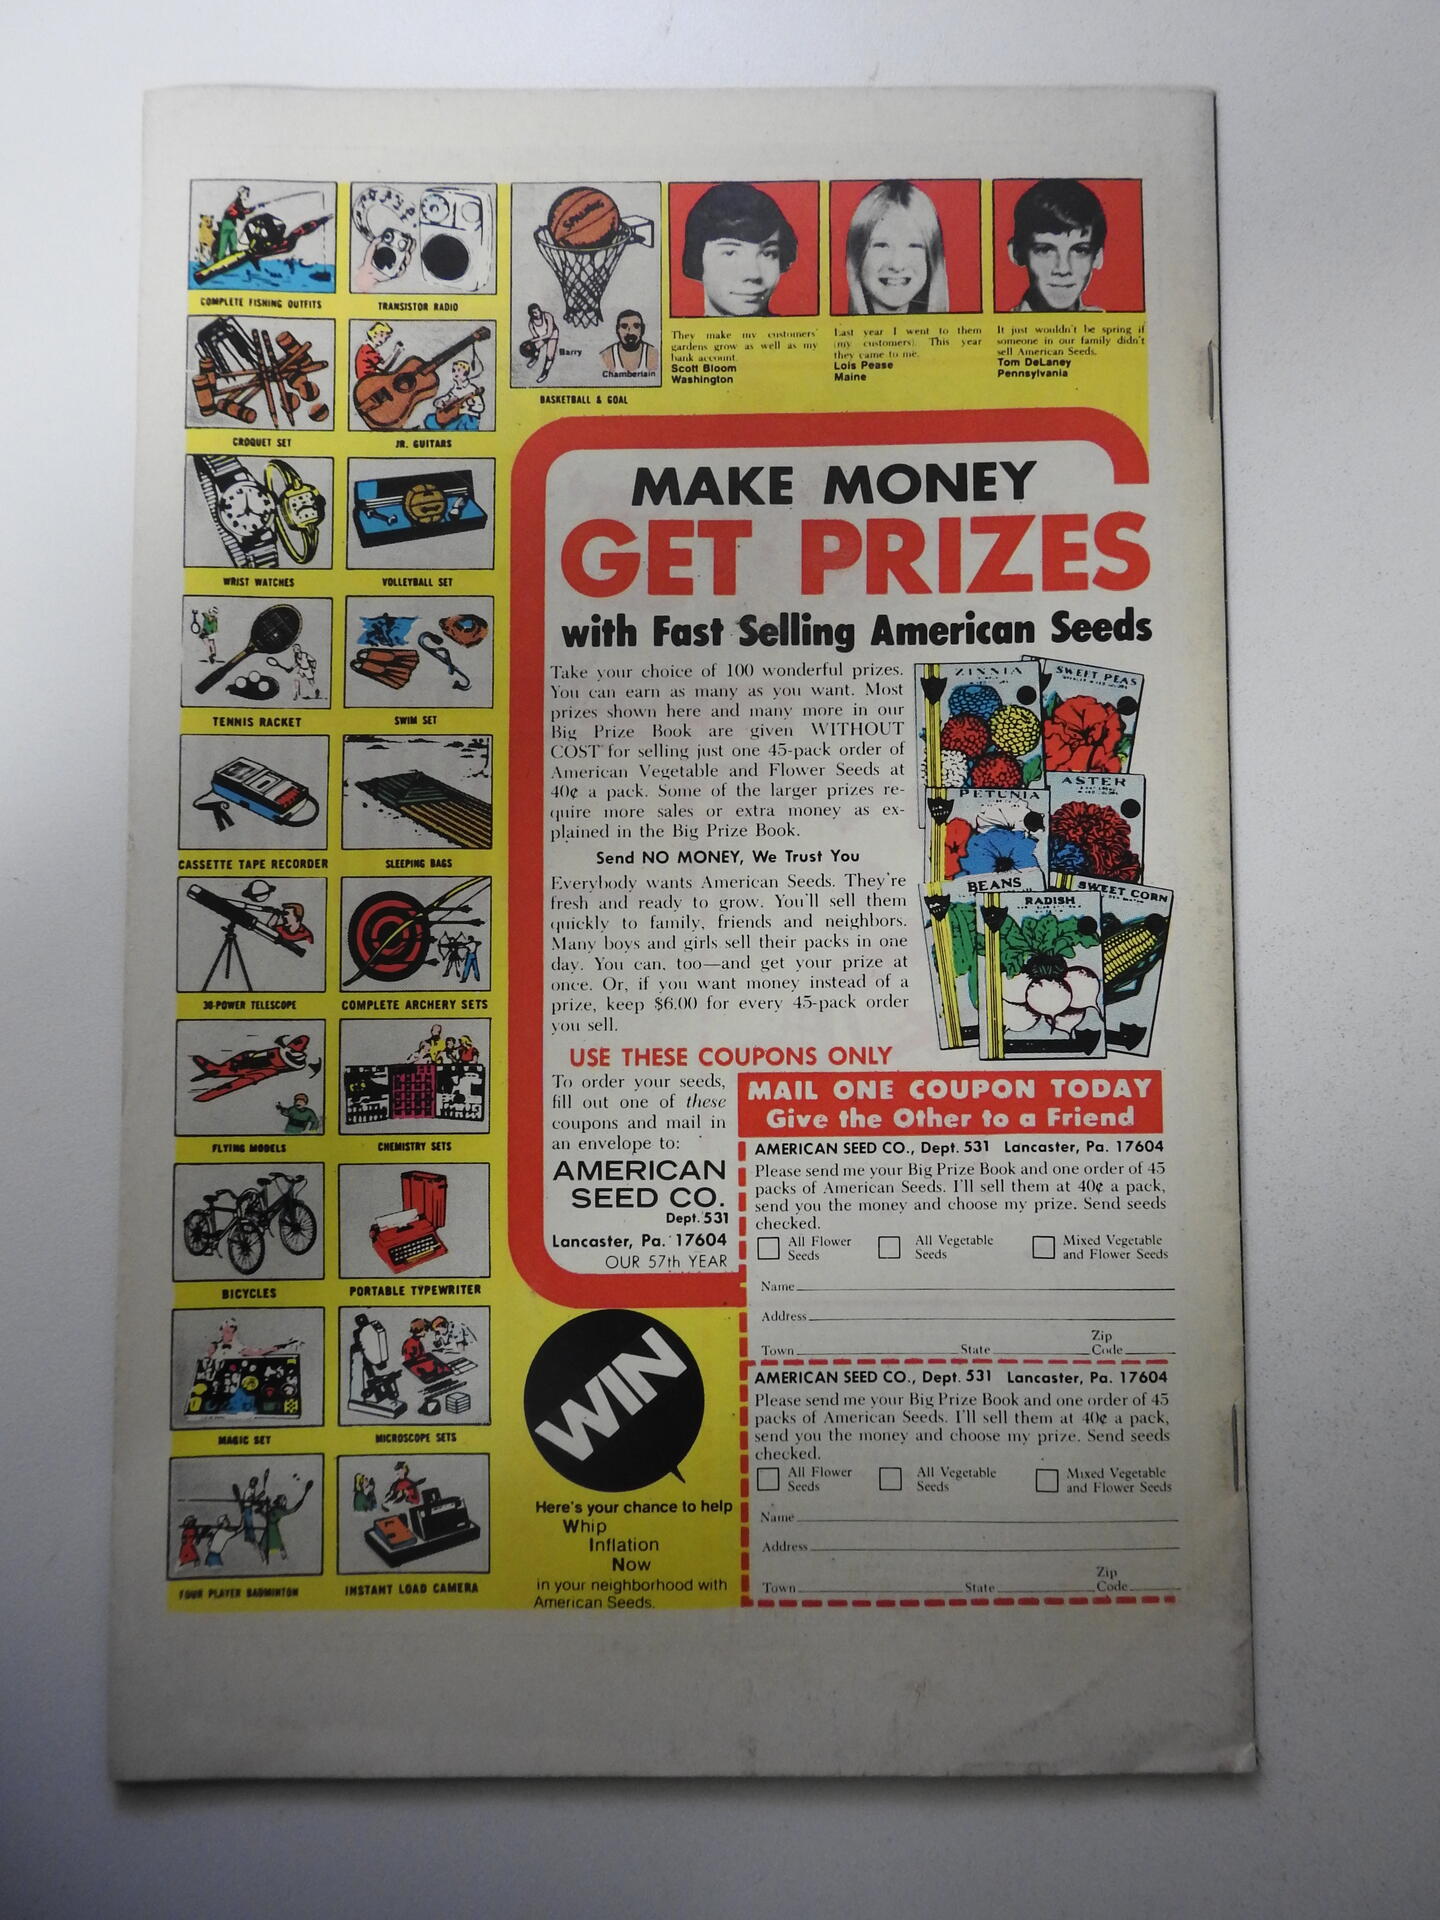 COMPLETE FISHING OUTFITS
TRANSISTOR RADIO
CROQUET SET
JR. GUITARS
WRIST WATCHES
VOLLEYBALL SET
TENNIS RACKET
SWIM SET
CASSETTE TAPE RECORDER
SLEEPING BAGS
30-POWER TELESCOPE
COMPLETE ARCHERY SETS
FLYING MODELS
CHEMISTRY SETS
BICYCLES
PORTABLE TYPEWRITER
MAGIC SET
MICROSCOPE SETS
FOUR PLAYER BADMINTON
INSTANT LOAD CAMERA
SPALDING
Barry
Chamberlain
BASKETBALL & GOAL
They make my customers'
gardens grow as well as my
bank account.
Scott Bloom
Washington
Last year I went to them
(my customers). This year
they came to me.
Lois Pease
Maine
It just wouldn't be spring if
someone in our family didn't
sell American Seeds.
Tom DeLaney
Pennsylvania
MAKE MONEY
GET PRIZES
with Fast Selling American Seeds
Take your choice of 100 wonderful prizes.
You can earn as many as you want. Most
prizes shown here and many more in our
Big Prize Book are given WITHOUT
COST for selling just one 45-pack order of
American Vegetable and Flower Seeds at
40¢ a pack. Some of the larger prizes re-
quire more sales or extra money as ex-
plained in the Big Prize Book.
Send NO MONEY, We Trust You
Everybody wants American Seeds. They're
fresh and ready to grow. You'll sell them
quickly to family, friends and neighbors.
Many boys and girls sell their packs in one
day. You can, too—and get your prize at
once. Or, if you want money instead of a
prize, keep $6.00 for every 45-pack order
you sell.
ZINNIA
SWEET PEAS
PETUNIA
ASTER
BEANS
RADISH
SWEET CORN
USE THESE COUPONS ONLY
To order your seeds,
fill out one of these
coupons and mail in
an envelope to:
AMERICAN
SEED CO.
Dept. 531
Lancaster, Pa. 17604
OUR 57th YEAR
MAIL ONE COUPON TODAY
Give the Other to a Friend
AMERICAN SEED CO., Dept. 531 Lancaster, Pa. 17604
Please send me your Big Prize Book and one order of 45
packs of American Seeds. I'll sell them at 40¢ a pack,
send you the money and choose my prize. Send seeds
checked.
All Flower Seeds
All Vegetable Seeds
Mixed Vegetable and Flower Seeds
Name
Address
Town State Zip Code
AMERICAN SEED CO., Dept. 531 Lancaster, Pa. 17604
Please send me your Big Prize Book and one order of 45
packs of American Seeds. I'll sell them at 40¢ a pack,
send you the money and choose my prize. Send seeds
checked.
All Flower Seeds
All Vegetable Seeds
Mixed Vegetable and Flower Seeds
Name
Address
Town State Zip Code
WIN
Here's your chance to help
Whip
Inflation
Now
in your neighborhood with
American Seeds.